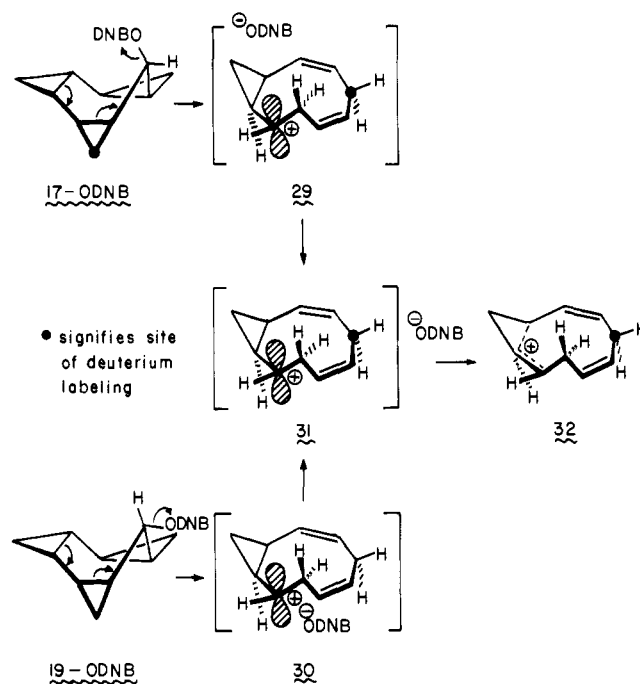 ⊖ODNB
DNBO
H
H
H
H
⊕
H
H
17-ODNB
29
● signifies site
of deuterium
labeling
⊖ODNB
H
H
H
H
⊕
H
H
31
H
H
⊕
H
H
H
H
32
H
ODNB
H
H
H
H
⊕
⊖ODNB
H
H
19-ODNB
30